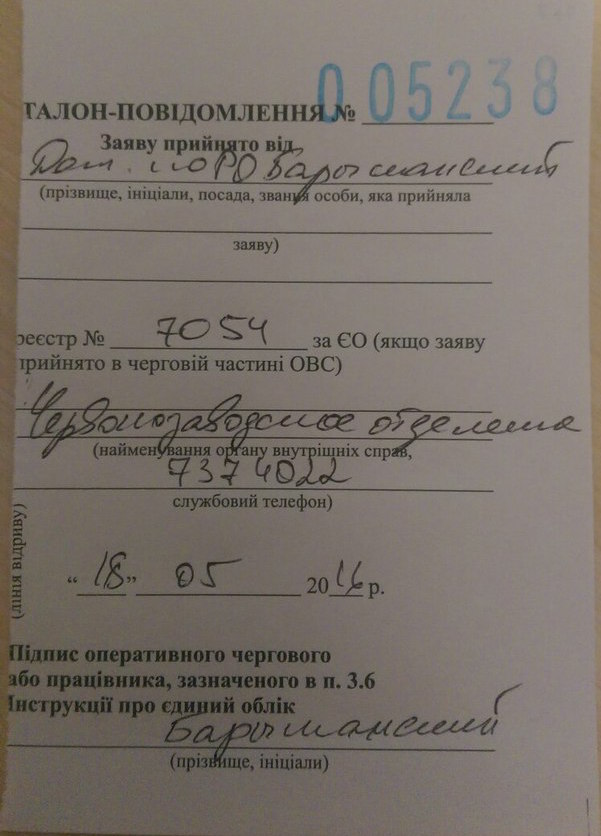 005238
ТАЛОН-ПОВІДОМЛЕННЯ №
Заяву прийнято від
(прізвище, ініціали, посада, звання особи, яка прийняла
заяву)
реєстр № 7054 за ЄО (якщо заяву
прийнято в черговій частині ОВС)
Червонозаводское отделение
(найменування органу внутрішніх справ,
7374022
службовий телефон)
(лінія відриву)
“18” 05 2016 р.
Підпис оперативного чергового
або працівника, зазначеного в п. 3.6
Інструкції про єдиний облік
(прізвище, ініціали)